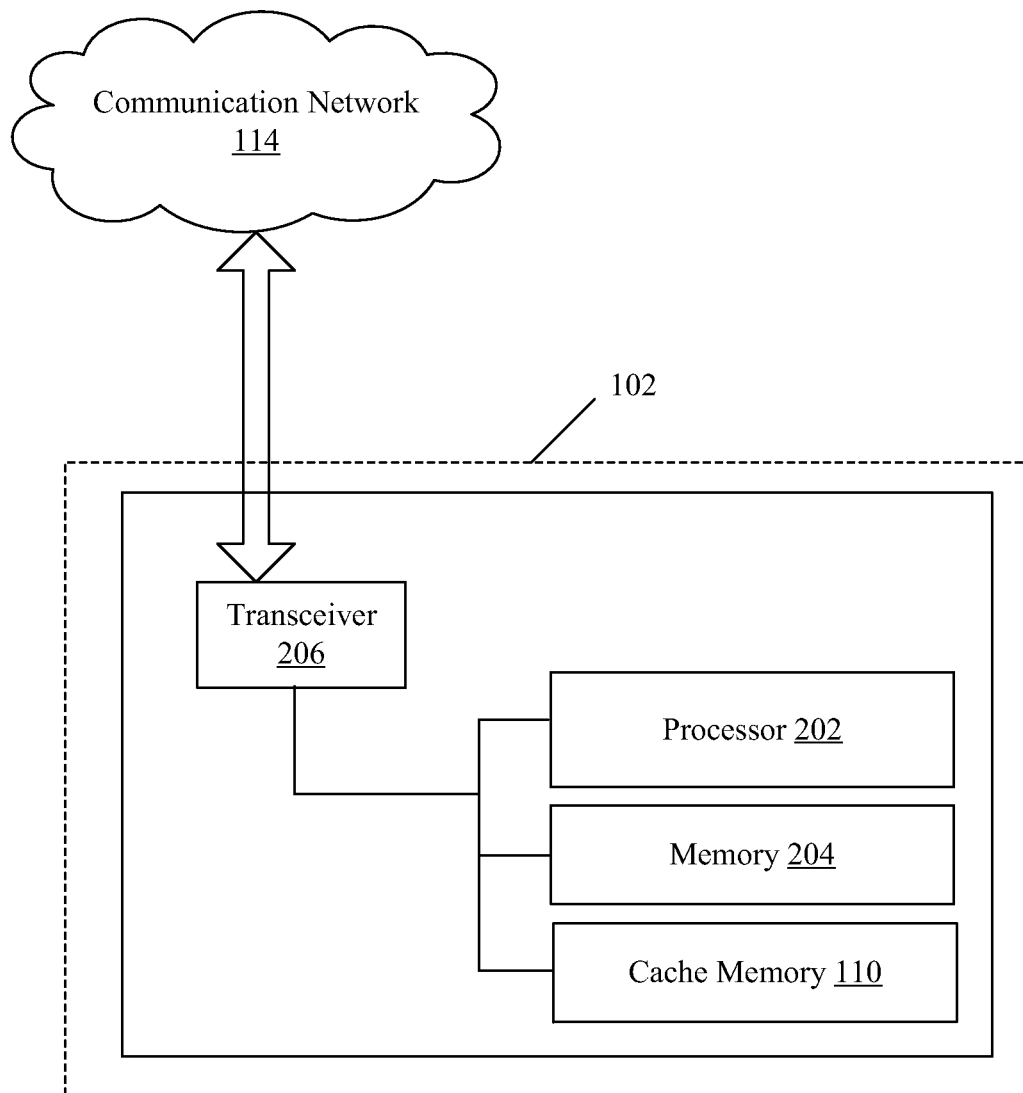 Communication Network
114
102
Transceiver
206
Processor 202
Memory 204
Cache Memory 110